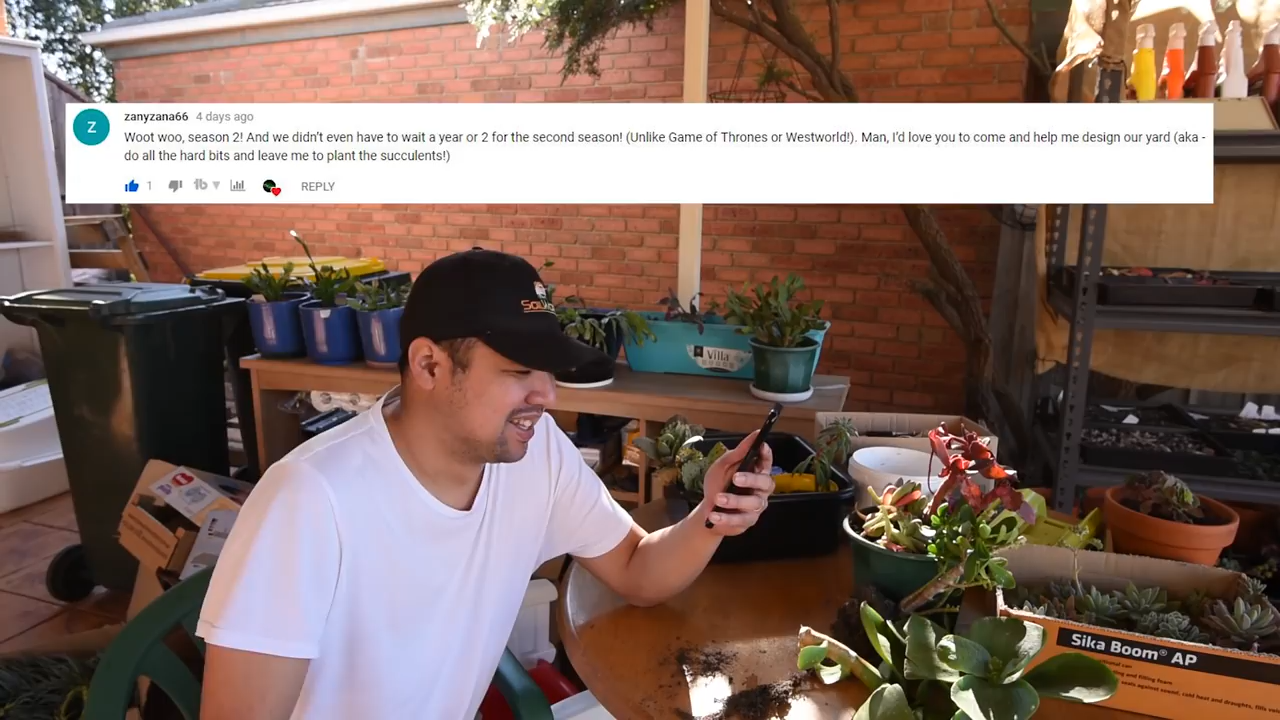 Z
zanyzana66 4 days ago
Woot woo, season 2! And we didn't even have to wait a year or 2 for the second season! (Unlike Game of Thrones or Westworld!). Man, I'd love you to come and help me design our yard (aka -
do all the hard bits and leave me to plant the succulents!)
1 REPLY
Villa
Sika Boom® AP